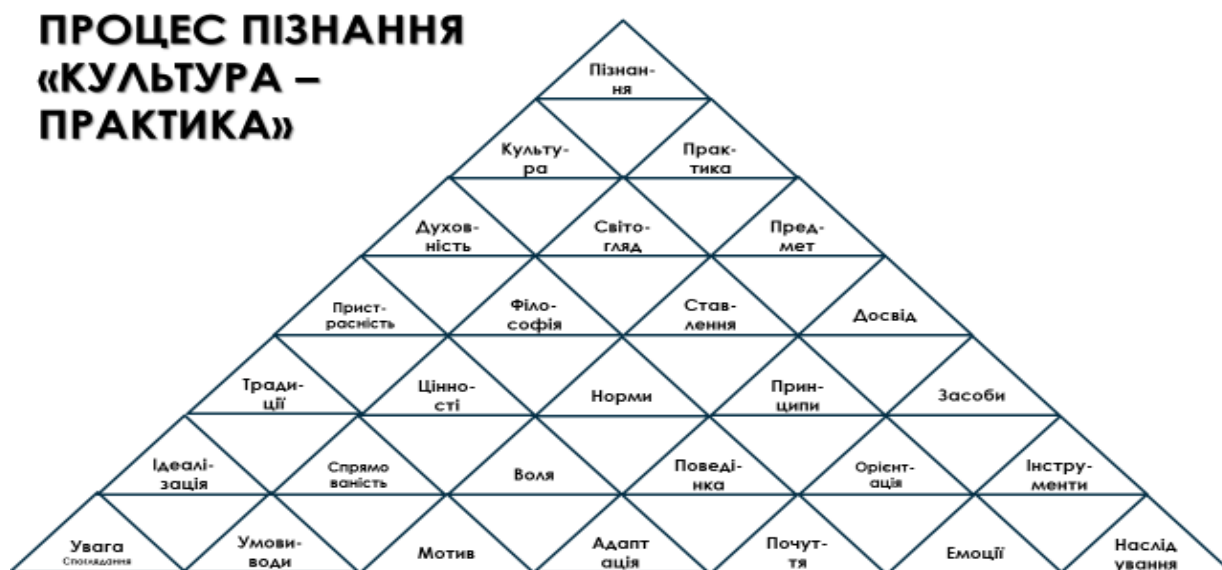 ПРОЦЕС ПІЗНАННЯ
«КУЛЬТУРА –
ПРАКТИКА»
Пізнан-
ня
Культу-
ра
Прак-
тика
Духов-
ність
Світо-
гляд
Пред-
мет
Прист-
расність
Філо-
софія
Став-
лення
Досвід
Тради-
ції
Цінно-
сті
Норми
Прин-
ципи
Засоби
Ідеалі-
зація
Спрямо
ваність
Воля
Поведі-
нка
Орієнт-
ація
Інстру-
менти
Увага
Споглядання
Умови-
води
Мотив
Адапт
ація
Почут-
тя
Емоції
Наслід
ування